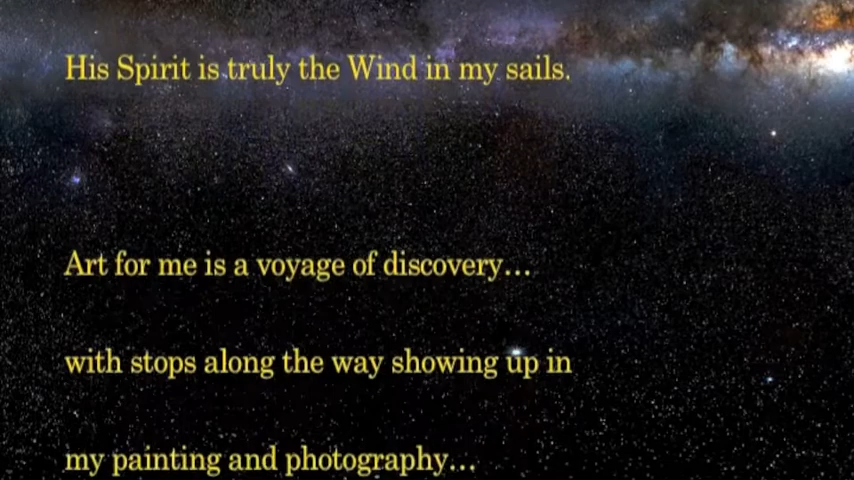 His Spirit is truly the Wind in my sails.
Art for me is a voyage of discovery...
with stops along the way showing up in
my painting and photography...